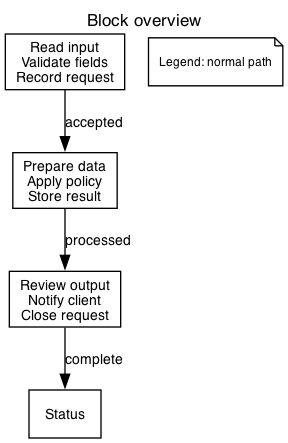 Block overview
Read input
Validate fields
Record request
Legend: normal path
accepted
Prepare data
Apply policy
Store result
processed
Review output
Notify client
Close request
complete
Status